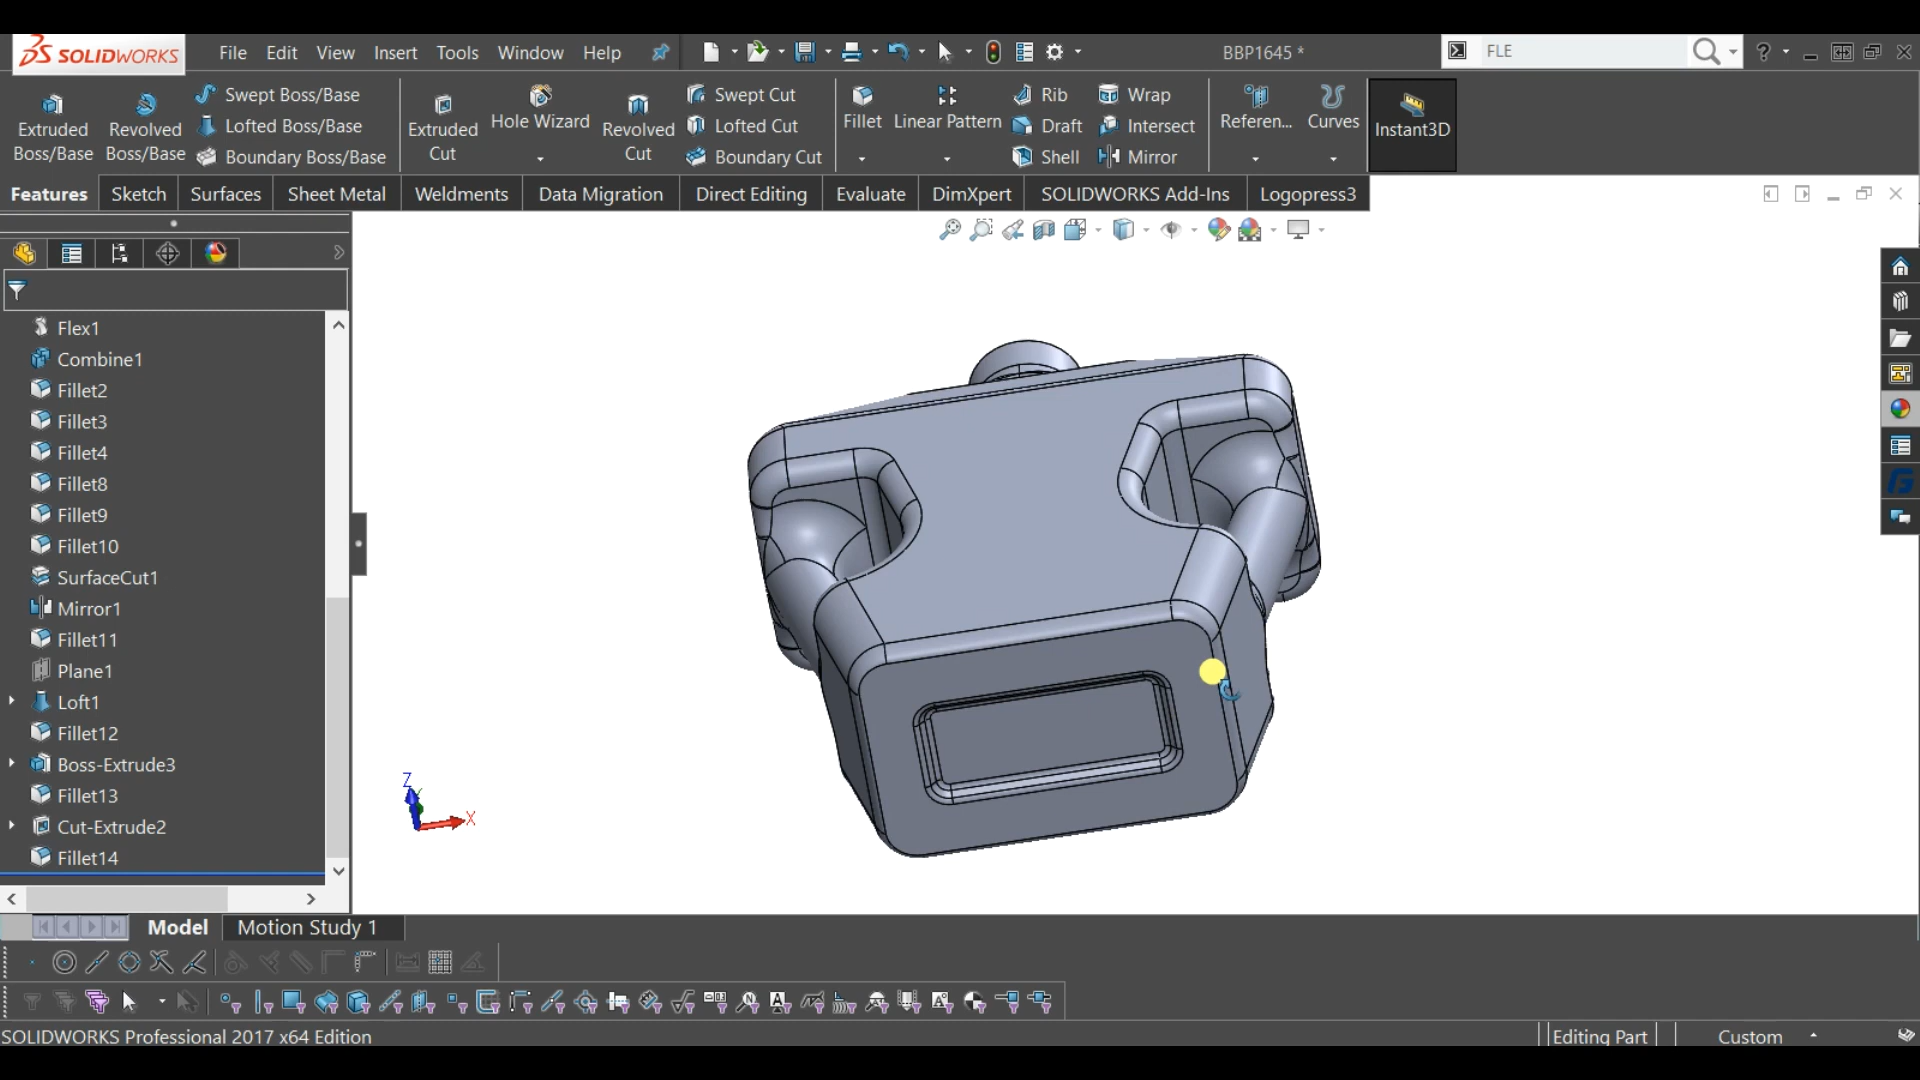 SOLIDWORKS
File Edit View Insert Tools Window Help
BBP1645 *
FLE
Extruded Boss/Base
Revolved Boss/Base
Swept Boss/Base
Lofted Boss/Base
Boundary Boss/Base
Extruded Cut
Hole Wizard
Revolved Cut
Swept Cut
Lofted Cut
Boundary Cut
Fillet
Linear Pattern
Rib
Draft
Shell
Wrap
Intersect
Mirror
Referen...
Curves
Instant3D
Features Sketch Surfaces Sheet Metal Weldments Data Migration Direct Editing Evaluate DimXpert SOLIDWORKS Add-Ins Logopress3
Flex1
Combine1
Fillet2
Fillet3
Fillet4
Fillet8
Fillet9
Fillet10
SurfaceCut1
Mirror1
Fillet11
Plane1
Loft1
Fillet12
Boss-Extrude3
Fillet13
Cut-Extrude2
Fillet14
Z
X
Model Motion Study 1
SOLIDWORKS Professional 2017 x64 Edition
Editing Part
Custom